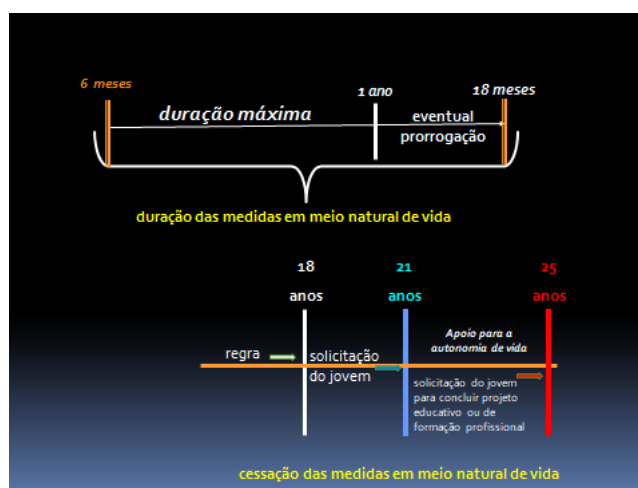 6 meses
1 ano
18 meses
duração máxima
eventual
prorrogação
duração das medidas em meio natural de vida
18
anos
21
anos
25
anos
regra
solicitação
do jovem
Apoio para a
autonomia de vida
solicitação do jovem
para concluir projeto
educativo ou de
formação profissional
cessação das medidas em meio natural de vida